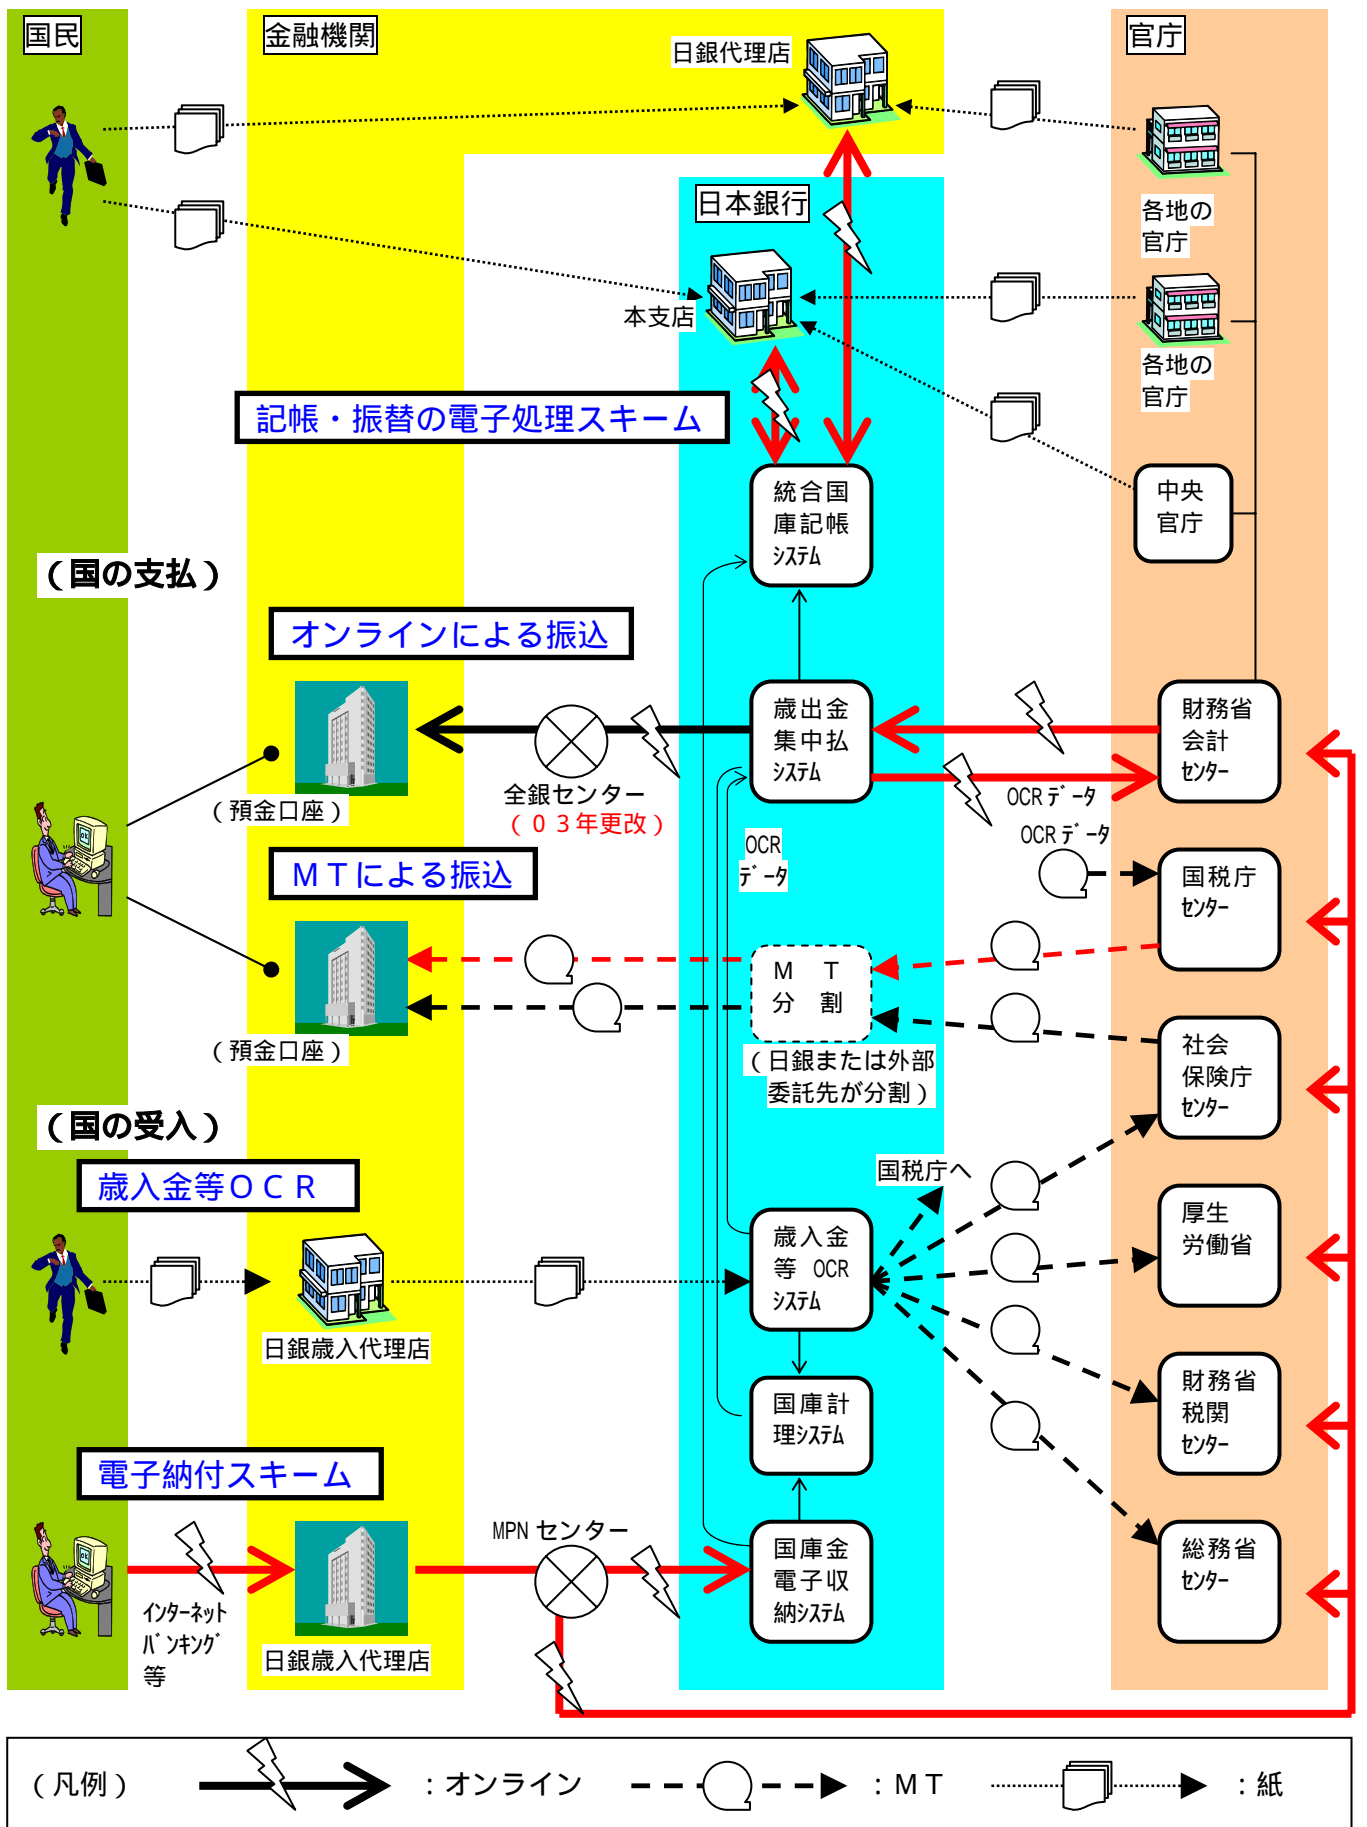 国民
金融機関
官庁
日銀代理店
日本銀行
各地の
官庁
本支店
各地の
官庁
記帳・振替の電子処理スキーム
統合国
庫記帳
ｼｽﾃﾑ
中央
官庁
（国の支払）
オンラインによる振込
歳出金
集中払
ｼｽﾃﾑ
財務省
会計
ｾﾝﾀｰ
（預金口座）
全銀センター
（０３年更改）
OCRﾃﾞｰﾀ
OCRﾃﾞｰﾀ
OCR
ﾃﾞｰﾀ
ＭＴによる振込
国税庁
ｾﾝﾀｰ
Ｍ　Ｔ
分　割
（預金口座）
（日銀または外部
委託先が分割）
社会
保険庁
ｾﾝﾀｰ
（国の受入）
歳入金等ＯＣＲ
国税庁へ
歳入金
等 OCR
ｼｽﾃﾑ
厚生
労働省
日銀歳入代理店
国庫計
理ｼｽﾃﾑ
財務省
税関
ｾﾝﾀｰ
電子納付スキーム
MPN センター
国庫金
電子収
納ｼｽﾃﾑ
総務省
ｾﾝﾀｰ
ｲﾝﾀｰﾈｯﾄ
ﾊﾞﾝｷﾝｸﾞ
等
日銀歳入代理店
（凡例）
：オンライン
：ＭＴ
：紙